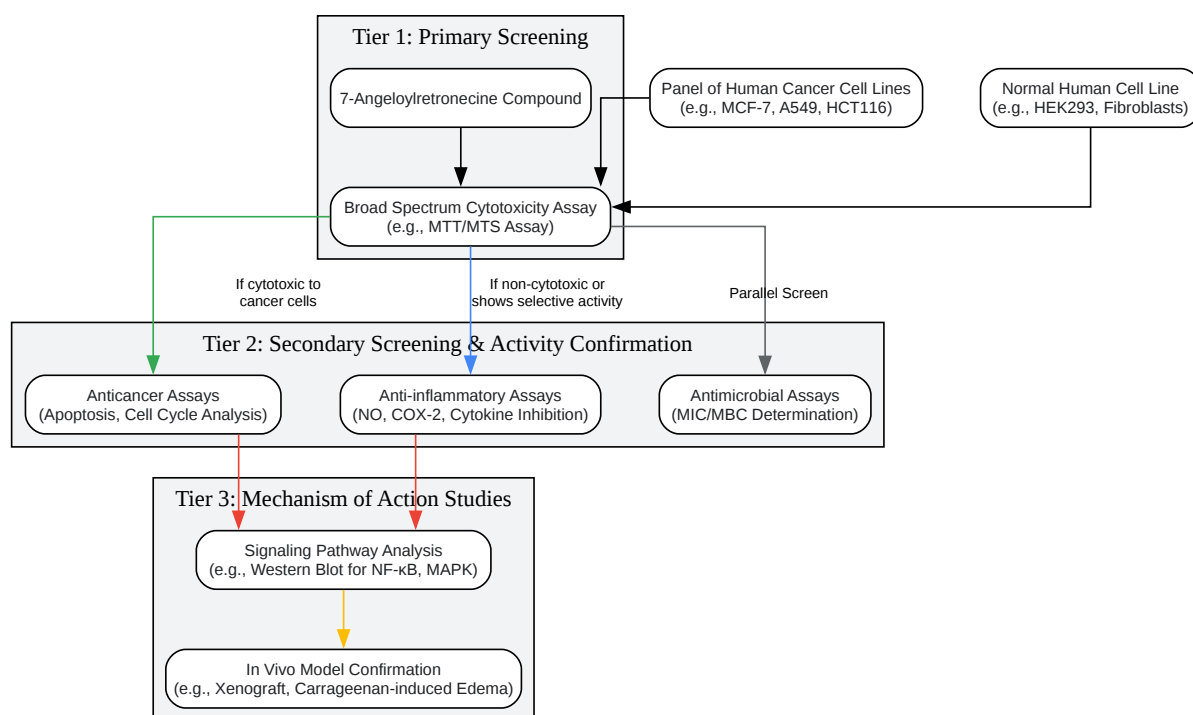 Tier 1: Primary Screening
7-Angeloylretronecine Compound
Panel of Human Cancer Cell Lines
(e.g., MCF-7, A549, HCT116)
Normal Human Cell Line
(e.g., HEK293, Fibroblasts)
Broad Spectrum Cytotoxicity Assay
(e.g., MTT/MTS Assay)
If cytotoxic to
cancer cells
If non-cytotoxic or
shows selective activity
Parallel Screen
Tier 2: Secondary Screening & Activity Confirmation
Anticancer Assays
(Apoptosis, Cell Cycle Analysis)
Anti-inflammatory Assays
(NO, COX-2, Cytokine Inhibition)
Antimicrobial Assays
(MIC/MBC Determination)
Tier 3: Mechanism of Action Studies
Signaling Pathway Analysis
(e.g., Western Blot for NF-κB, MAPK)
In Vivo Model Confirmation
(e.g., Xenograft, Carrageenan-induced Edema)